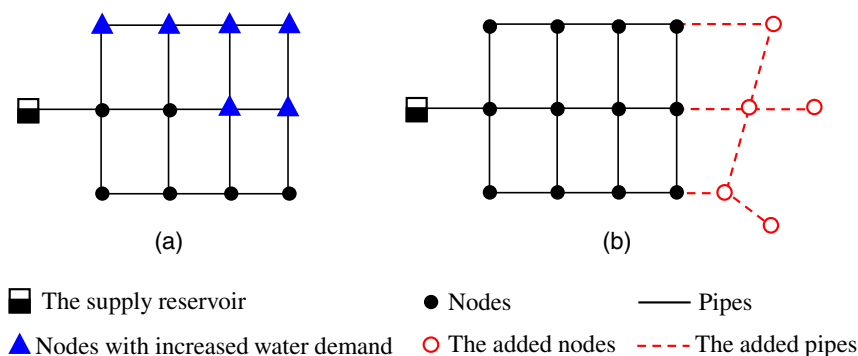 (a)
(b)
The supply reservoir
Nodes
Pipes
Nodes with increased water demand
The added nodes
The added pipes